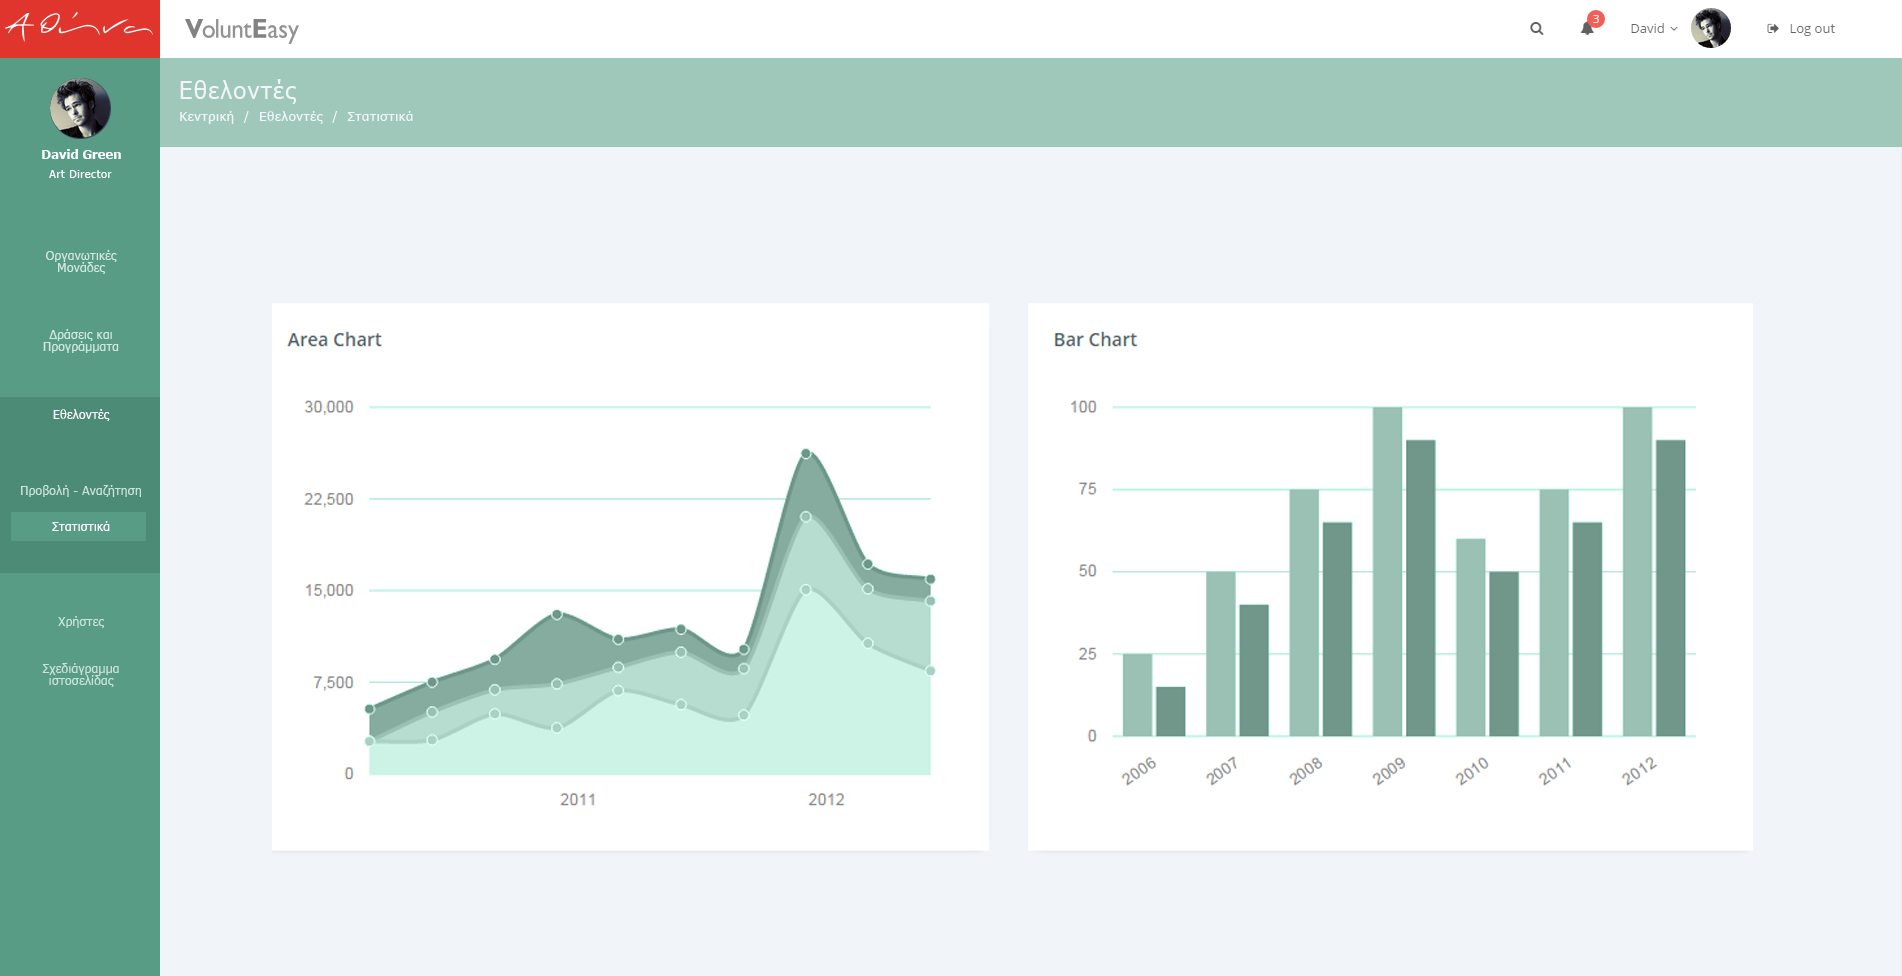 Αθήνα
VoluntEasy
3
David
Log out
David Green
Art Director
Οργανωτικές
Μονάδες
Δράσεις και
Προγράμματα
Εθελοντές
Προβολή - Αναζήτηση
Στατιστικά
Χρήστες
Σχεδιάγραμμα
ιστοσελίδας
Εθελοντές
Κεντρική / Εθελοντές / Στατιστικά
Area Chart
30,000
22,500
15,000
7,500
0
2011
2012
Bar Chart
100
75
50
25
0
2006
2007
2008
2009
2010
2011
2012